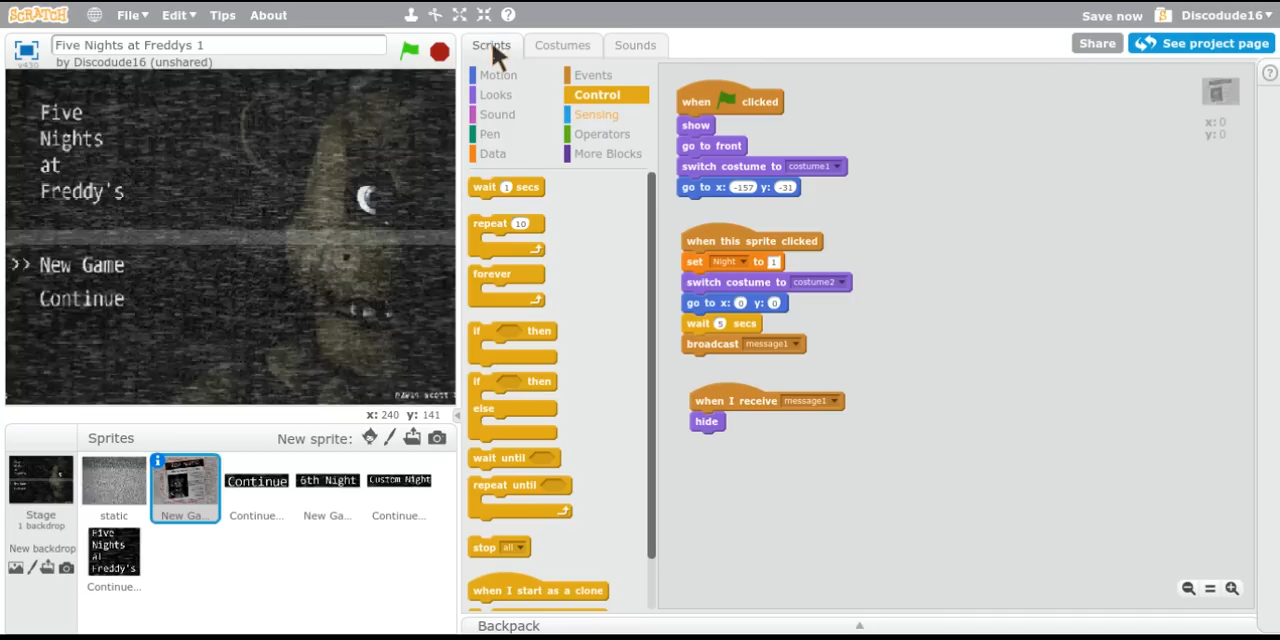 SCRATCH File▼ Edit▼ Tips About Save now Discodude16▼
Five Nights at Freddys 1
by Discodude16 (unshared)
v430
Scripts Costumes Sounds Share See project page
Five
Nights
at
Freddy's
>> New Game
Continue
x: 240 y: 141
Sprites New sprite:
Stage
1 backdrop
New backdrop:
static
New Ga...
Continue
Continue...
6th Night
New Ga...
Custom Night
Continue...
Five
Nights
at
Freddy's
Continue...
Motion Events
Looks Control
Sound Sensing
Pen Operators
Data More Blocks
wait 1 secs
repeat 10
forever
if then
if then
else
wait until
repeat until
stop all▼
when I start as a clone
when clicked
show
go to front
switch costume to costume1▼
go to x: -157 y: -31
when this sprite clicked
set Night▼ to 1
switch costume to costume2▼
go to x: 0 y: 0
wait 5 secs
broadcast message1▼
when I receive message1▼
hide
x: 0
y: 0
?
Backpack